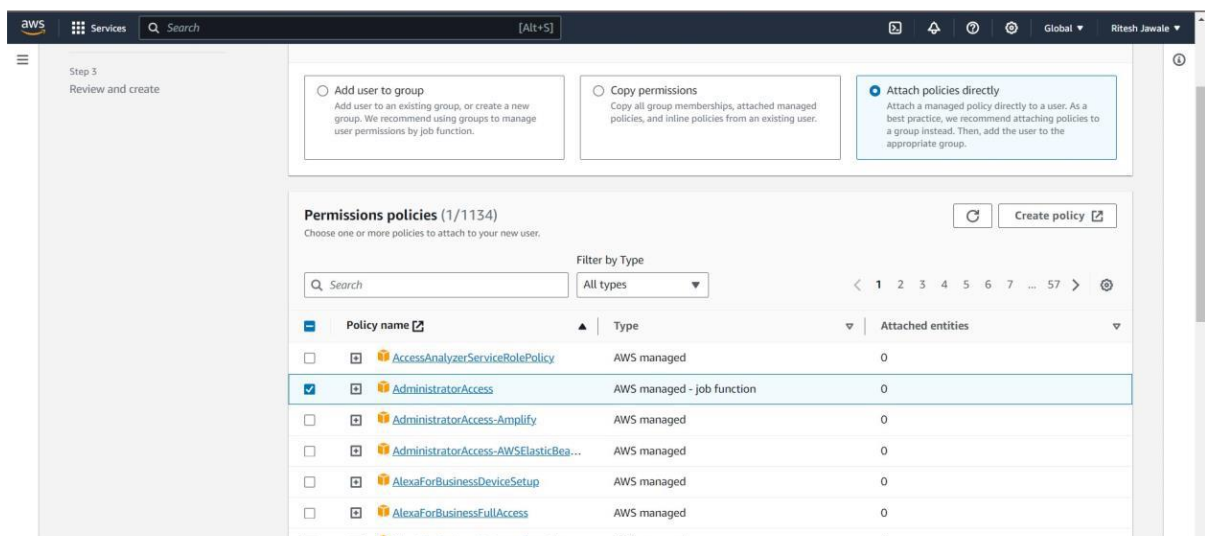 aws Services Search [Alt+S] Global Ritesh Jawale
Step 3
Review and create
Add user to group
Add user to an existing group, or create a new
group. We recommend using groups to manage
user permissions by job function.
Copy permissions
Copy all group memberships, attached managed
policies, and inline policies from an existing user.
Attach policies directly
Attach a managed policy directly to a user. As a
best practice, we recommend attaching policies to
a group instead. Then, add the user to the
appropriate group.
Permissions policies (1/1134)
Choose one or more policies to attach to your new user.
Create policy
Filter by Type
Search All types 1 2 3 4 5 6 7 ... 57
Policy name Type Attached entities
AccessAnalyzerServiceRolePolicy AWS managed 0
AdministratorAccess AWS managed - job function 0
AdministratorAccess-Amplify AWS managed 0
AdministratorAccess-AWSElasticBea... AWS managed 0
AlexaForBusinessDeviceSetup AWS managed 0
AlexaForBusinessFullAccess AWS managed 0